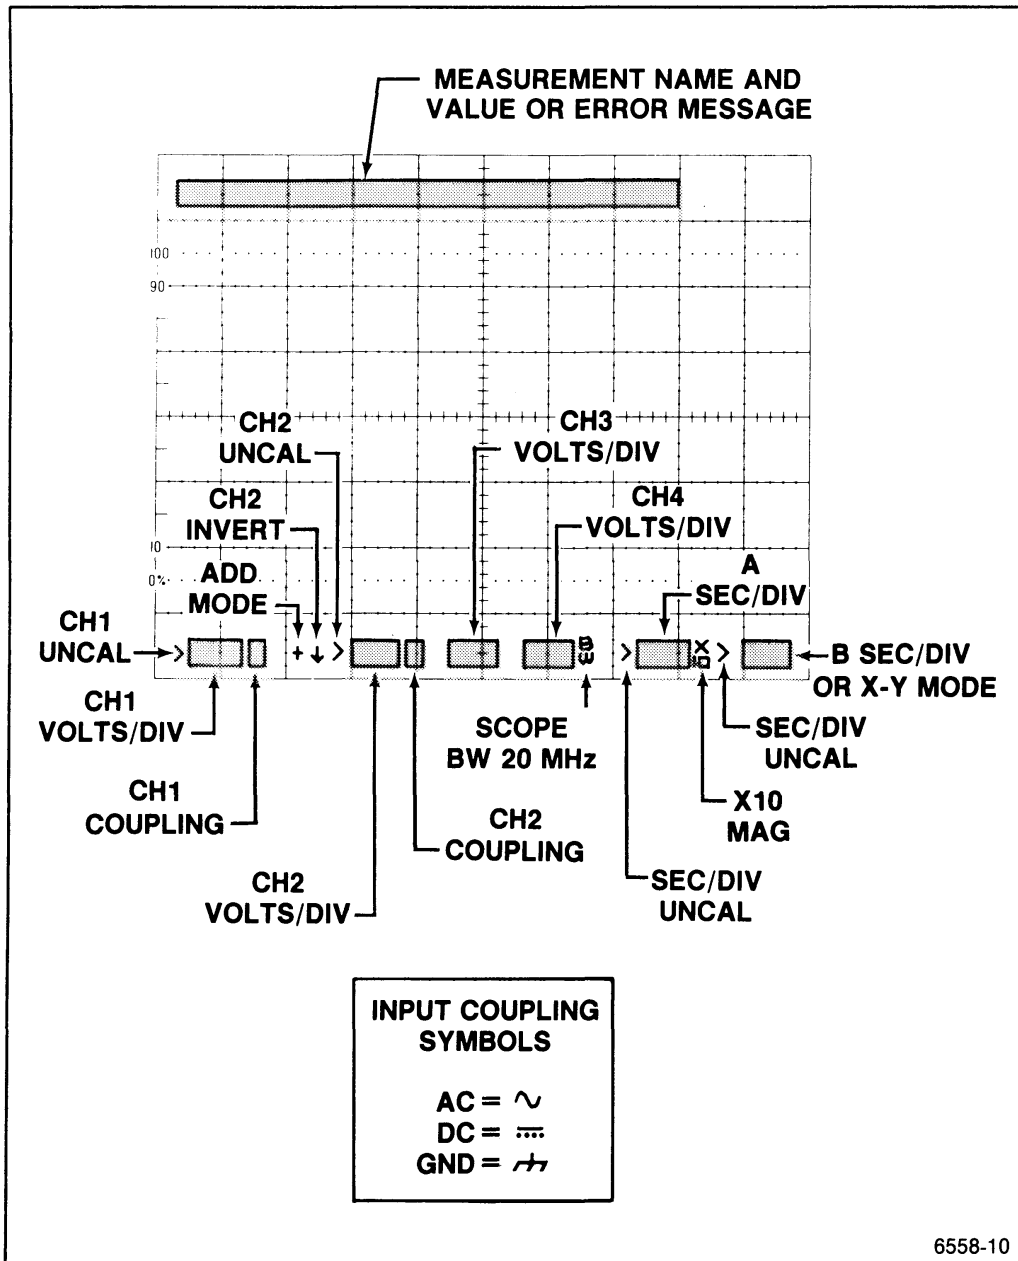 MEASUREMENT NAME AND
VALUE OR ERROR MESSAGE
100
90
CH2
UNCAL
CH3
VOLTS/DIV
CH2
INVERT
CH4
VOLTS/DIV
10
0%
ADD
MODE
A
SEC/DIV
CH1
UNCAL
> + ↓ > BW > X10 >
B SEC/DIV
OR X-Y MODE
CH1
VOLTS/DIV
SCOPE
BW 20 MHz
SEC/DIV
UNCAL
CH1
COUPLING
X10
MAG
CH2
COUPLING
CH2
VOLTS/DIV
SEC/DIV
UNCAL
INPUT COUPLING
SYMBOLS
AC = ∿
DC = ⎓
GND =
6558-10